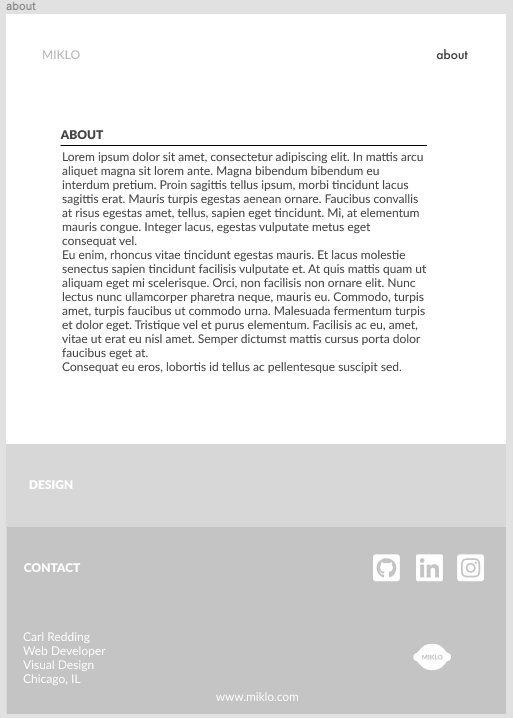 about
MIKLO
about
ABOUT
Lorem ipsum dolor sit amet, consectetur adipiscing elit. In mattis arcu
aliquet magna sit lorem ante. Magna bibendum bibendum eu
interdum pretium. Proin sagittis tellus ipsum, morbi tincidunt lacus
sagittis erat. Mauris turpis egestas aenean ornare. Faucibus convallis
at risus egestas amet, tellus, sapien eget tincidunt. Mi, at elementum
mauris congue. Integer lacus, egestas vulputate metus eget
consequat vel.
Eu enim, rhoncus vitae tincidunt egestas mauris. Et lacus molestie
senectus sapien tincidunt facilisis vulputate et. At quis mattis quam ut
aliquam eget mi scelerisque. Orci, non facilisis non ornare elit. Nunc
lectus nunc ullamcorper pharetra neque, mauris eu. Commodo, turpis
amet, turpis faucibus ut commodo urna. Malesuada fermentum turpis
et dolor eget. Tristique vel et purus elementum. Facilisis ac eu, amet,
vitae ut erat eu nisl amet. Semper dictumst mattis cursus porta dolor
faucibus eget at.
Consequat eu eros, lobortis id tellus ac pellentesque suscipit sed.
DESIGN
CONTACT
in
Carl Redding
Web Developer
Visual Design
Chicago, IL
MIKLO
www.miklo.com